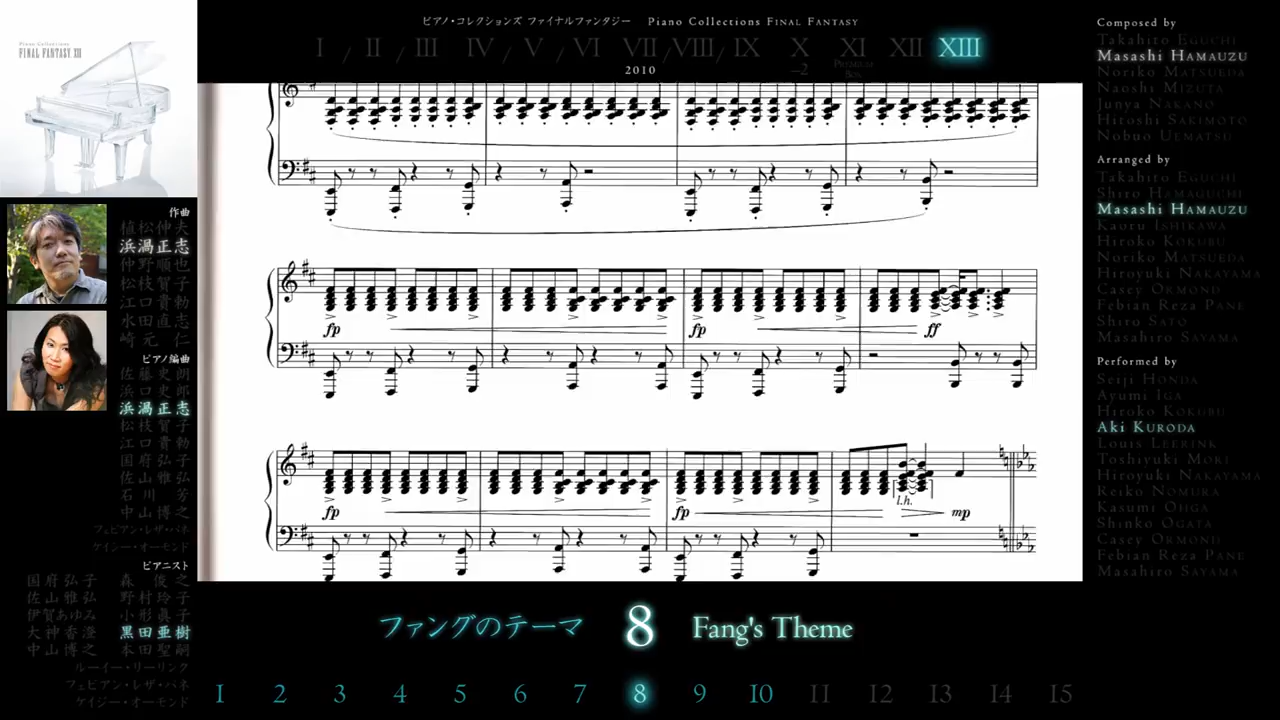 ピアノ・コレクションズ ファイナルファンタジー Piano Collections FINAL FANTASY
I / II / III / IV / V / VI / VII / VIII / IX X XI XII XIII
–2 PREMIUM BOX
2010
Piano Collections
FINAL FANTASY XIII
作曲
植松伸夫
浜渦正志
仲野順也
松枝賀子
江口貴勅
水田直志
崎元 仁
ピアノ編曲
佐藤史朗
浜口史郎
浜渦正志
松枝賀子
江口貴勅
国府弘子
佐山雅弘
石川 芳
中山博之
フェビアン・レザ・パネ
ケイシー・オーモンド
ピアニスト
国府弘子 森 俊之
佐山雅弘 野村玲子
伊賀あゆみ 小形真子
大神香澄 黒田亜樹
中山博之 本田聖嗣
ルーイー・リーリンク
フェビアン・レザ・パネ
ケイシー・オーモンド
fp fp ff
fp fp l.h. mp
Composed by
Takahito EGUCHI
Masashi HAMAUZU
Noriko MATSUEDA
Naoshi MIZUTA
Junya NAKANO
Hitoshi SAKIMOTO
Nobuo UEMATSU
Arranged by
Takahito EGUCHI
Shiro HAMAGUCHI
Masashi HAMAUZU
Kaoru ISHIKAWA
Hiroko KOKUBU
Noriko MATSUEDA
Hiroyuki NAKAYAMA
Casey ORMOND
Febian Reza PANE
Shiro SATO
Masahiro SAYAMA
Performed by
Seiji HONDA
Ayumi IGA
Hiroko KOKUBU
Aki KURODA
Louis LEERINK
Toshiyuki MORI
Hiroyuki NAKAYAMA
Reiko NOMURA
Kasumi OHGA
Shinko OGATA
Casey ORMOND
Febian Reza PANE
Masahiro SAYAMA
ファングのテーマ 8 Fang's Theme
1 2 3 4 5 6 7 8 9 10 11 12 13 14 15